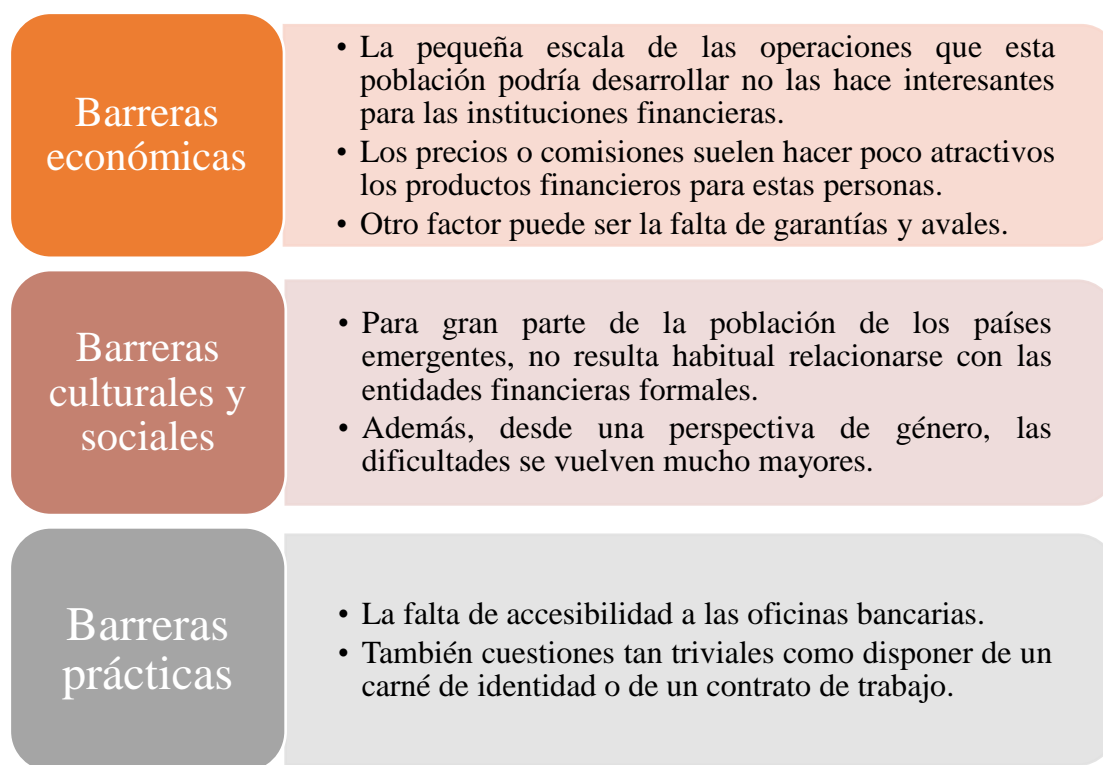 Barreras
económicas
• La pequeña escala de las operaciones que esta
población podría desarrollar no las hace interesantes
para las instituciones financieras.
• Los precios o comisiones suelen hacer poco atractivos
los productos financieros para estas personas.
• Otro factor puede ser la falta de garantías y avales.
Barreras
culturales y
sociales
• Para gran parte de la población de los países
emergentes, no resulta habitual relacionarse con las
entidades financieras formales.
• Además, desde una perspectiva de género, las
dificultades se vuelven mucho mayores.
Barreras
prácticas
• La falta de accesibilidad a las oficinas bancarias.
• También cuestiones tan triviales como disponer de un
carné de identidad o de un contrato de trabajo.